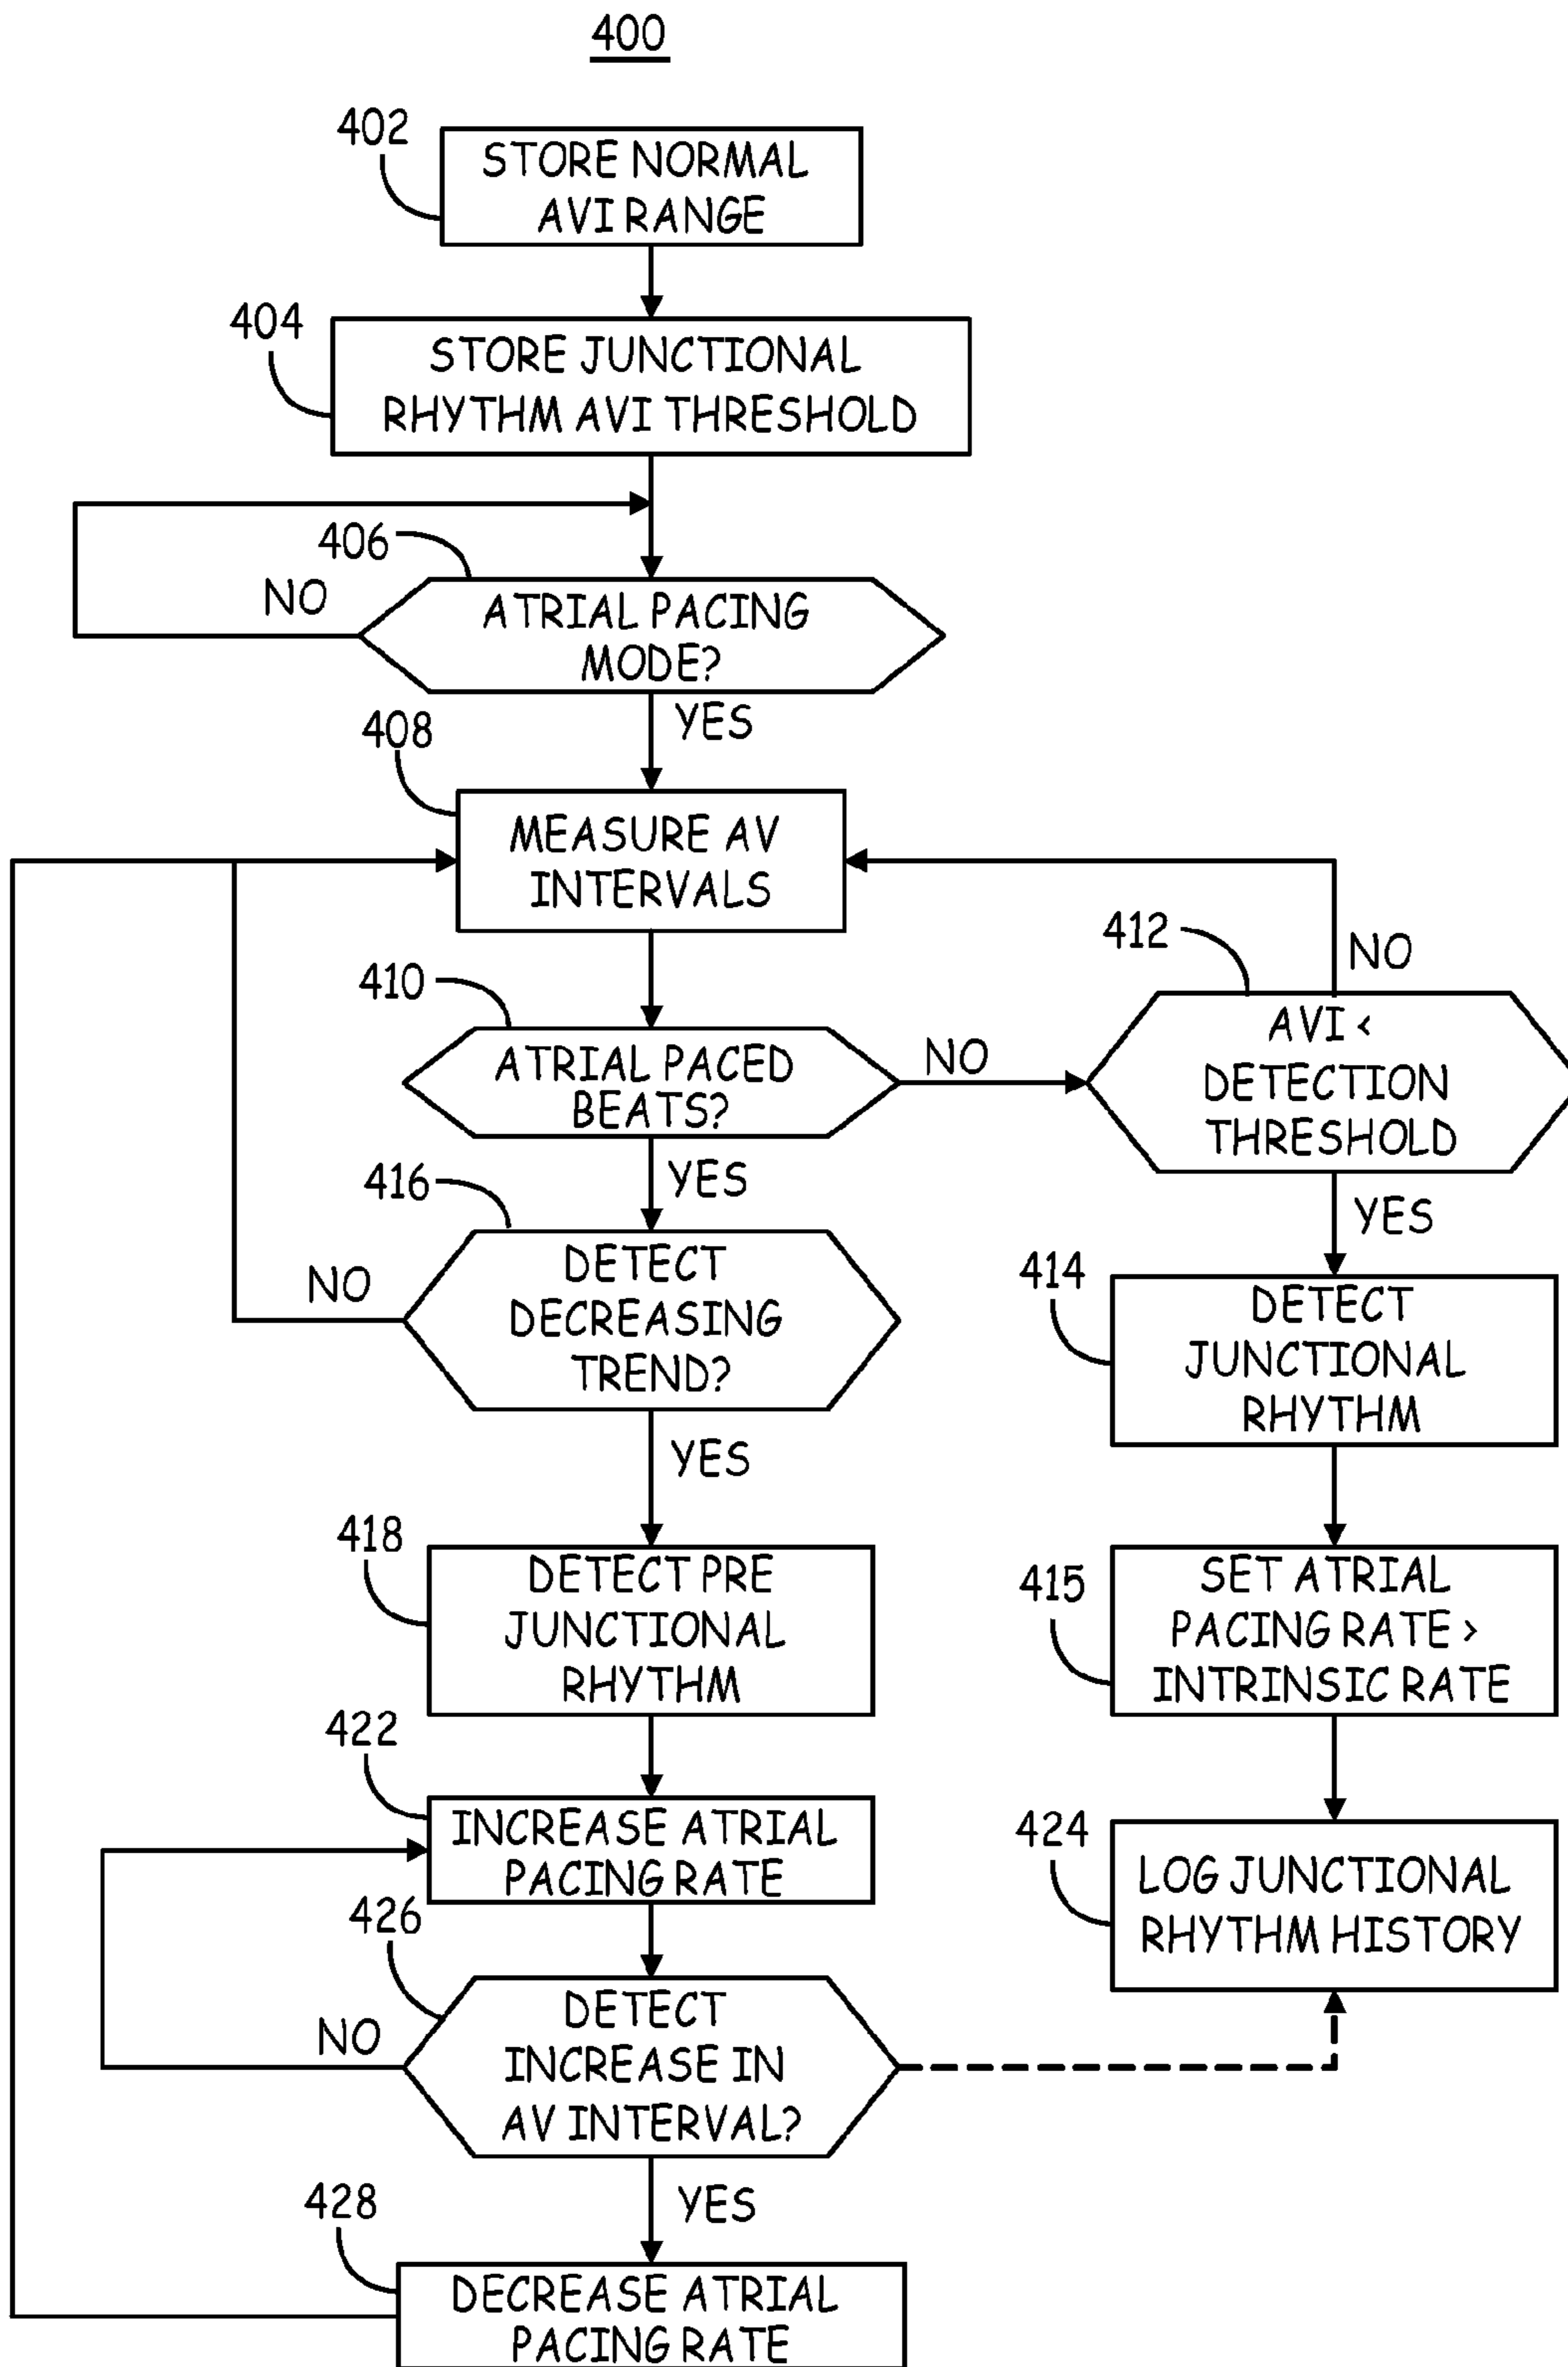 400
402
STORE NORMAL
AVI RANGE
404
STORE JUNCTIONAL
RHYTHM AVI THRESHOLD
406
NO
ATRIAL PACING
MODE?
YES
408
MEASURE AV
INTERVALS
410
ATRIAL PACED
BEATS?
NO
412
NO
AVI <
DETECTION
THRESHOLD
YES
YES
416
DETECT
DECREASING
TREND?
NO
YES
414
DETECT
JUNCTIONAL
RHYTHM
418
DETECT PRE
JUNCTIONAL
RHYTHM
415
SET ATRIAL
PACING RATE >
INTRINSIC RATE
422
INCREASE ATRIAL
PACING RATE
424
LOG JUNCTIONAL
RHYTHM HISTORY
426
NO
DETECT
INCREASE IN
AV INTERVAL?
YES
428
DECREASE ATRIAL
PACING RATE